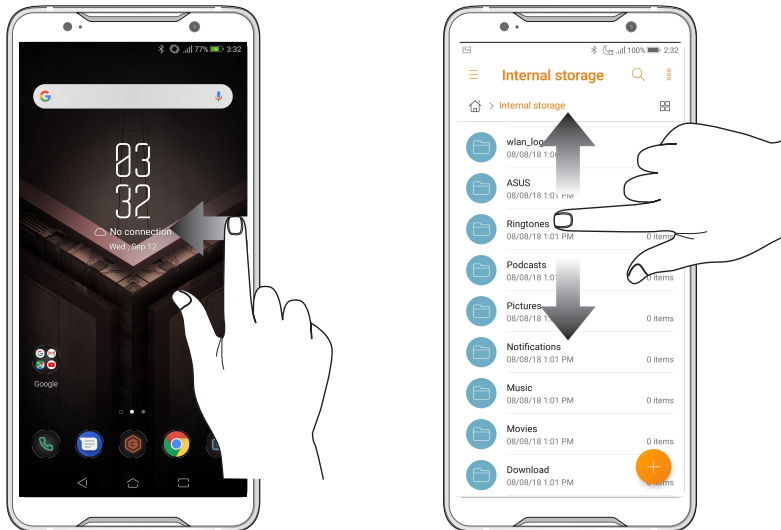 77% 3:32
G
03
32
No connection
Wed, Sep 12
Google
100% 2:32
Internal storage
Internal storage
wlan_log
08/08/18 1:0
ASUS
08/08/18 1:01 PM
Ringtones
08/08/18 1:01 PM
0 items
Podcasts
08/08/18 1:0
0 items
Pictures
08/08/18 1:
0 items
Notifications
08/08/18 1:01 PM
0 items
Music
08/08/18 1:01 PM
0 items
Movies
08/08/18 1:01 PM
0 items
Download
08/08/18 1:01 PM
items